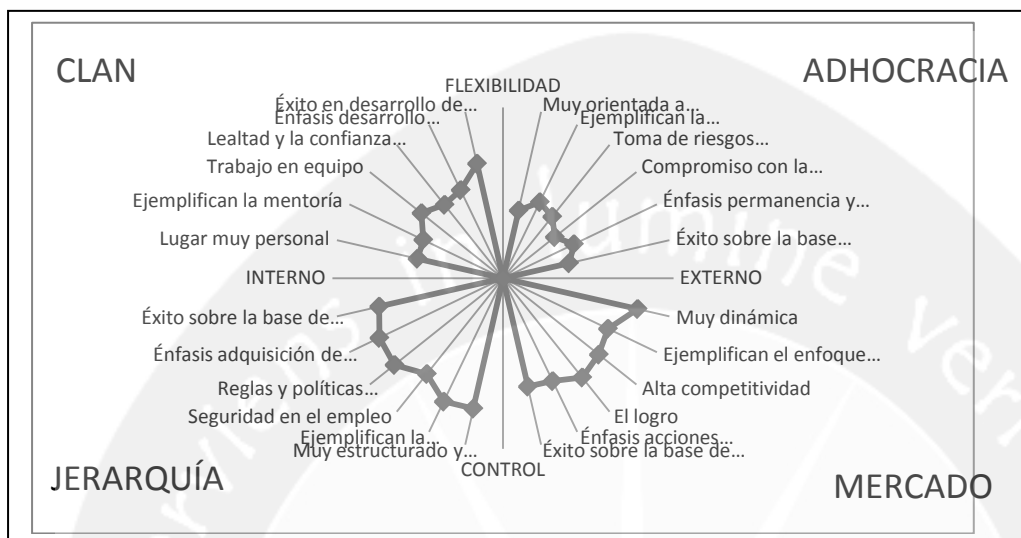 CLAN
ADHOCRACIA
FLEXIBILIDAD
Éxito en desarrollo de...
Énfasis desarrollo...
Lealtad y la confianza...
Trabajo en equipo
Ejemplifican la mentoría
Lugar muy personal
INTERNO
Muy orientada a...
Ejemplifican la...
Toma de riesgos...
Compromiso con la...
Énfasis permanencia y...
Éxito sobre la base...
EXTERNO
Éxito sobre la base de...
Énfasis adquisición de...
Reglas y políticas...
Seguridad en el empleo
Ejemplifican la...
Muy estructurado y...
Muy dinámica
Ejemplifican el enfoque...
Alta competitividad
El logro
Énfasis acciones...
Éxito sobre la base de...
CONTROL
JERARQUÍA
MERCADO
in lumine